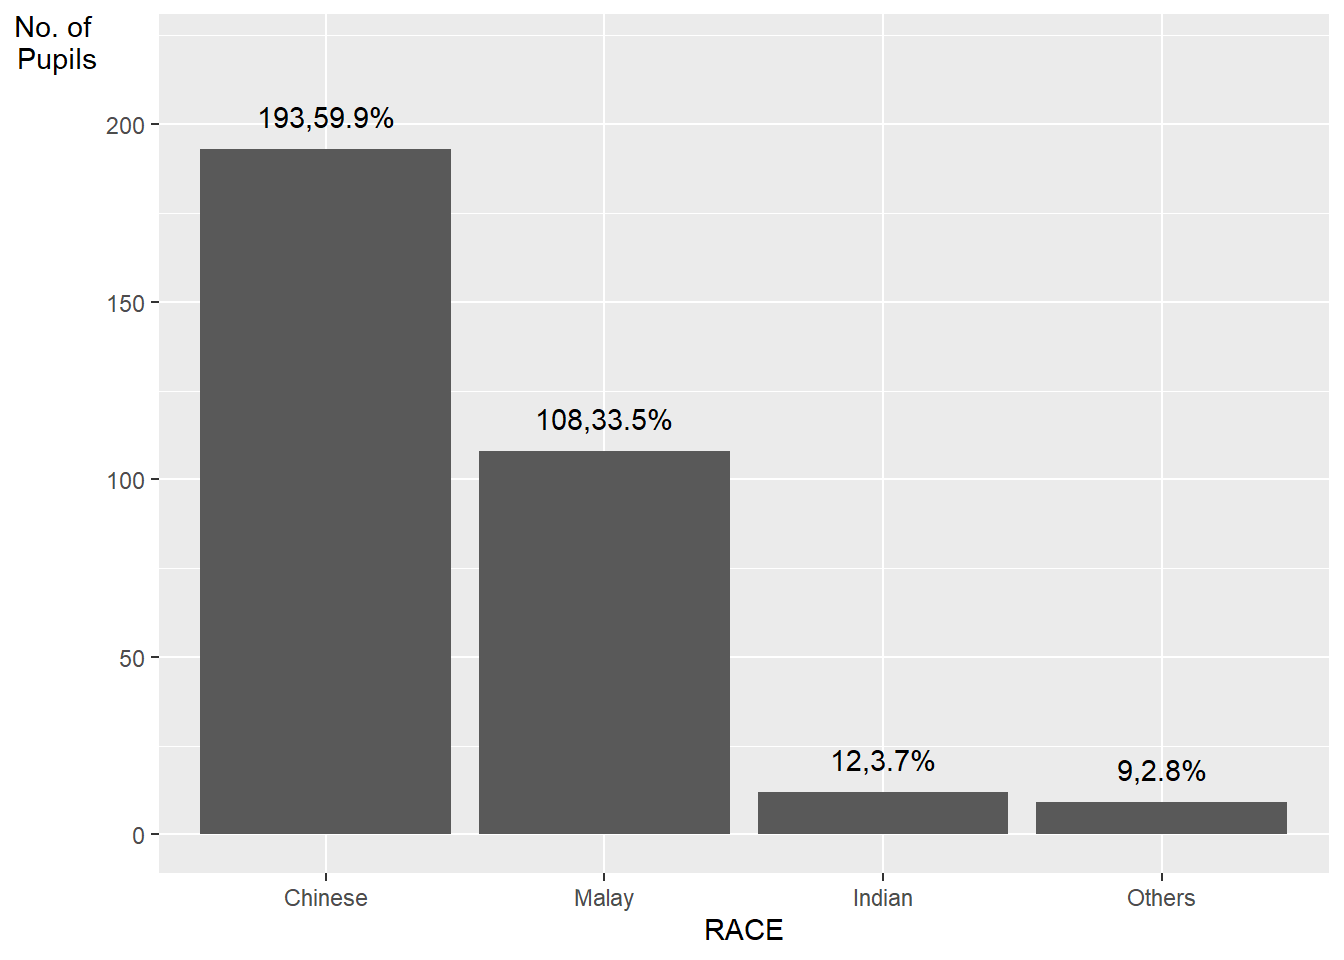 No. of
Pupils
200
150
100
50
0
193,59.9%
108,33.5%
12,3.7%
9,2.8%
Chinese
Malay
Indian
Others
RACE